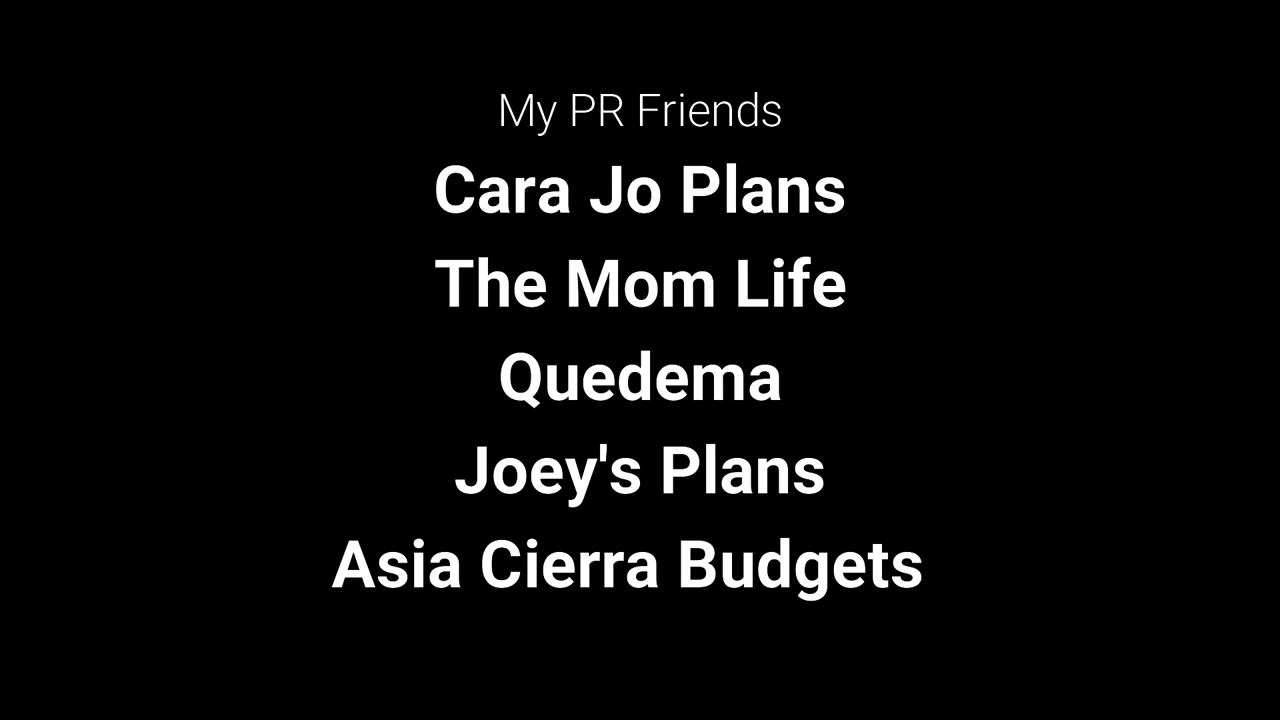 My PR Friends
Cara Jo Plans
The Mom Life
Quedema
Joey's Plans
Asia Cierra Budgets